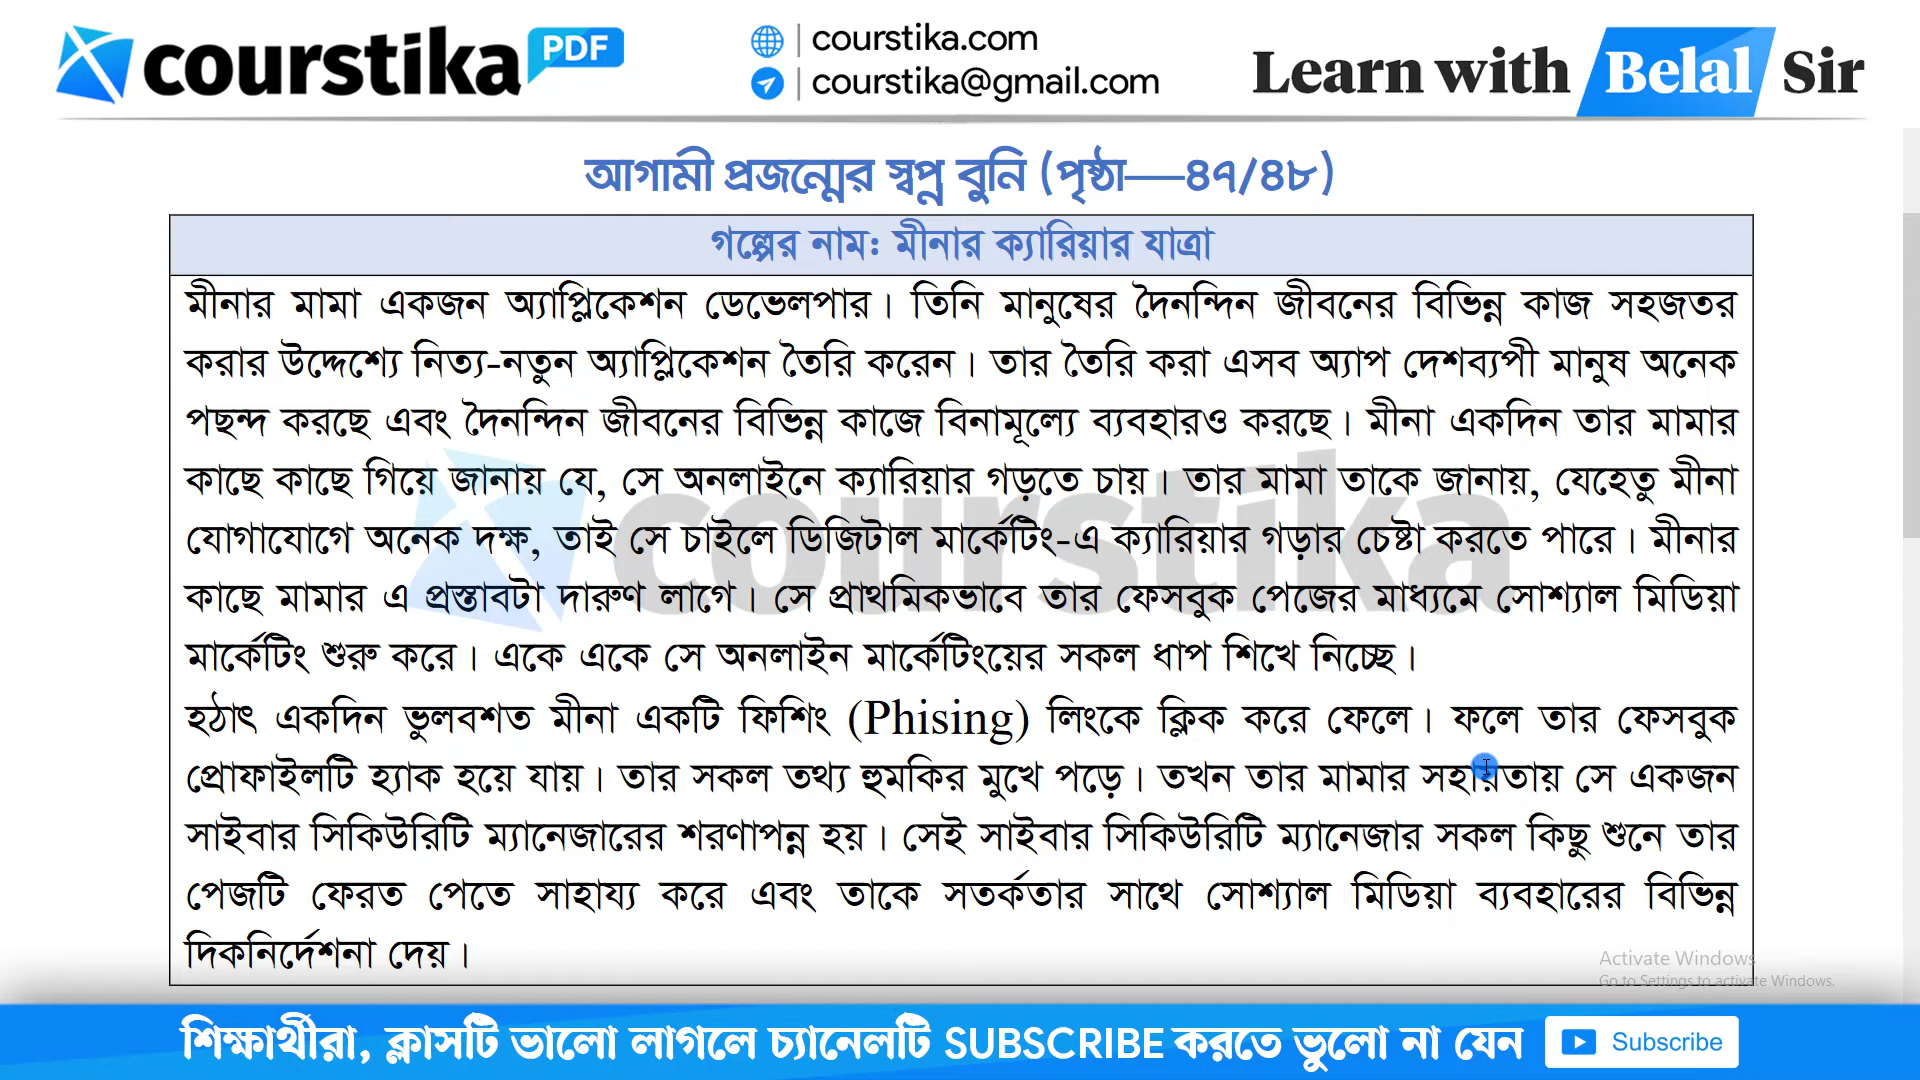 courstika PDF
courstika.com
courstika@gmail.com
Learn with Belal Sir
আগামী প্রজন্মের স্বপ্ন বুনি (পৃষ্ঠা—৪৭/৪৮)
গল্পের নাম: মীনার ক্যারিয়ার যাত্রা
মীনার মামা একজন অ্যাপ্লিকেশন ডেভেলপার। তিনি মানুষের দৈনন্দিন জীবনের বিভিন্ন কাজ সহজতর
করার উদ্দেশ্যে নিত্য-নতুন অ্যাপ্লিকেশন তৈরি করেন। তার তৈরি করা এসব অ্যাপ দেশব্যপী মানুষ অনেক
পছন্দ করছে এবং দৈনন্দিন জীবনের বিভিন্ন কাজে বিনামূল্যে ব্যবহারও করছে। মীনা একদিন তার মামার
কাছে কাছে গিয়ে জানায় যে, সে অনলাইনে ক্যারিয়ার গড়তে চায়। তার মামা তাকে জানায়, যেহেতু মীনা
যোগাযোগে অনেক দক্ষ, তাই সে চাইলে ডিজিটাল মার্কেটিং-এ ক্যারিয়ার গড়ার চেষ্টা করতে পারে। মীনার
কাছে মামার এ প্রস্তাবটা দারুণ লাগে। সে প্রাথমিকভাবে তার ফেসবুক পেজের মাধ্যমে সোশ্যাল মিডিয়া
মার্কেটিং শুরু করে। একে একে সে অনলাইন মার্কেটিংয়ের সকল ধাপ শিখে নিচ্ছে।
হঠাৎ একদিন ভুলবশত মীনা একটি ফিশিং (Phising) লিংকে ক্লিক করে ফেলে। ফলে তার ফেসবুক
প্রোফাইলটি হ্যাক হয়ে যায়। তার সকল তথ্য হুমকির মুখে পড়ে। তখন তার মামার সহায়তায় সে একজন
সাইবার সিকিউরিটি ম্যানেজারের শরণাপন্ন হয়। সেই সাইবার সিকিউরিটি ম্যানেজার সকল কিছু শুনে তার
পেজটি ফেরত পেতে সাহায্য করে এবং তাকে সতর্কতার সাথে সোশ্যাল মিডিয়া ব্যবহারের বিভিন্ন
দিকনির্দেশনা দেয়।
courstika
Activate Windows
Go to Settings to activate Windows.
শিক্ষার্থীরা, ক্লাসটি ভালো লাগলে চ্যানেলটি SUBSCRIBE করতে ভুলো না যেন
Subscribe